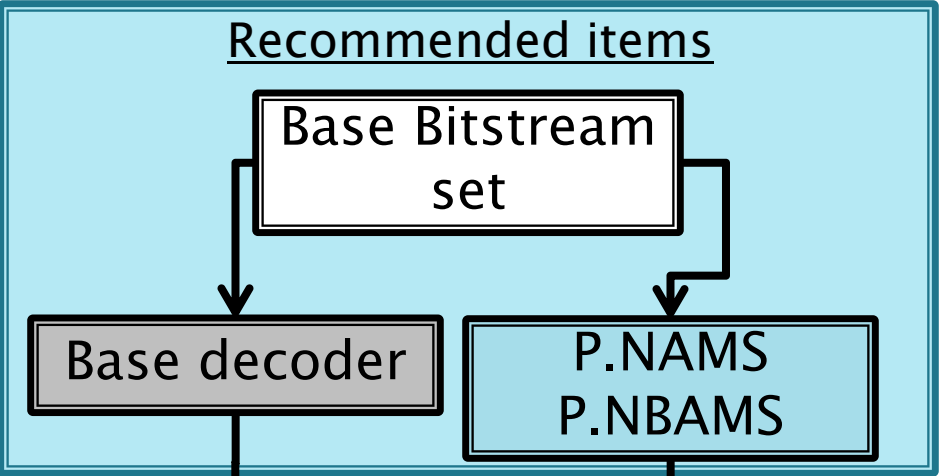 Recommended items
Base Bitstream
set
Base decoder
P.NAMS
P.NBAMS